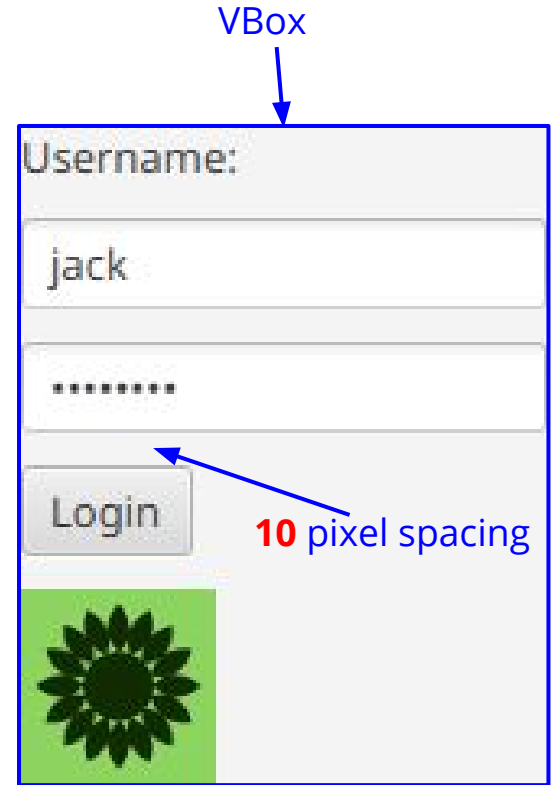 VBox
Username:
jack
••••••••
Login
10 pixel spacing